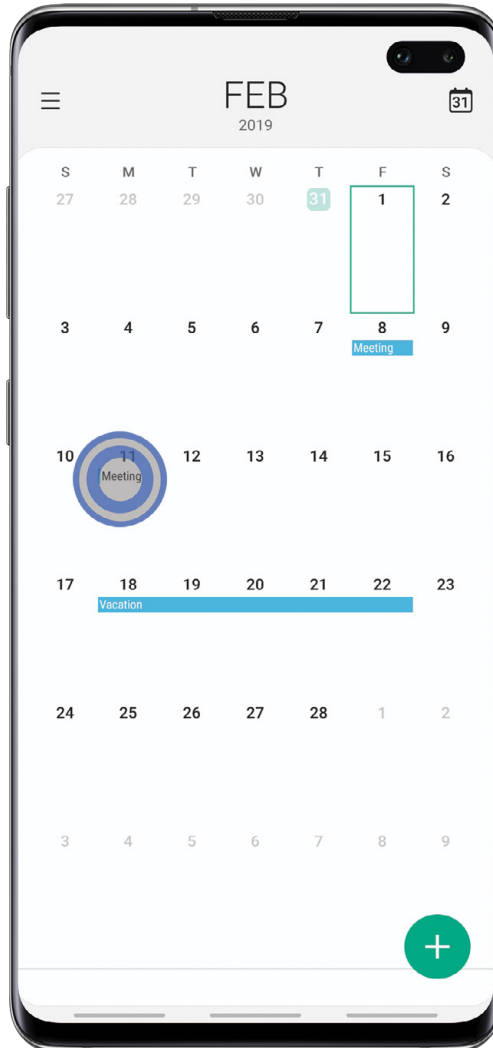 FEB
31
2019
S M T W T F S
27 28 29 30 31 1 2
3 4 5 6 7 8 9
Meeting
10 11 12 13 14 15 16
Meeting
17 18 19 20 21 22 23
Vacation
24 25 26 27 28 1 2
3 4 5 6 7 8 9